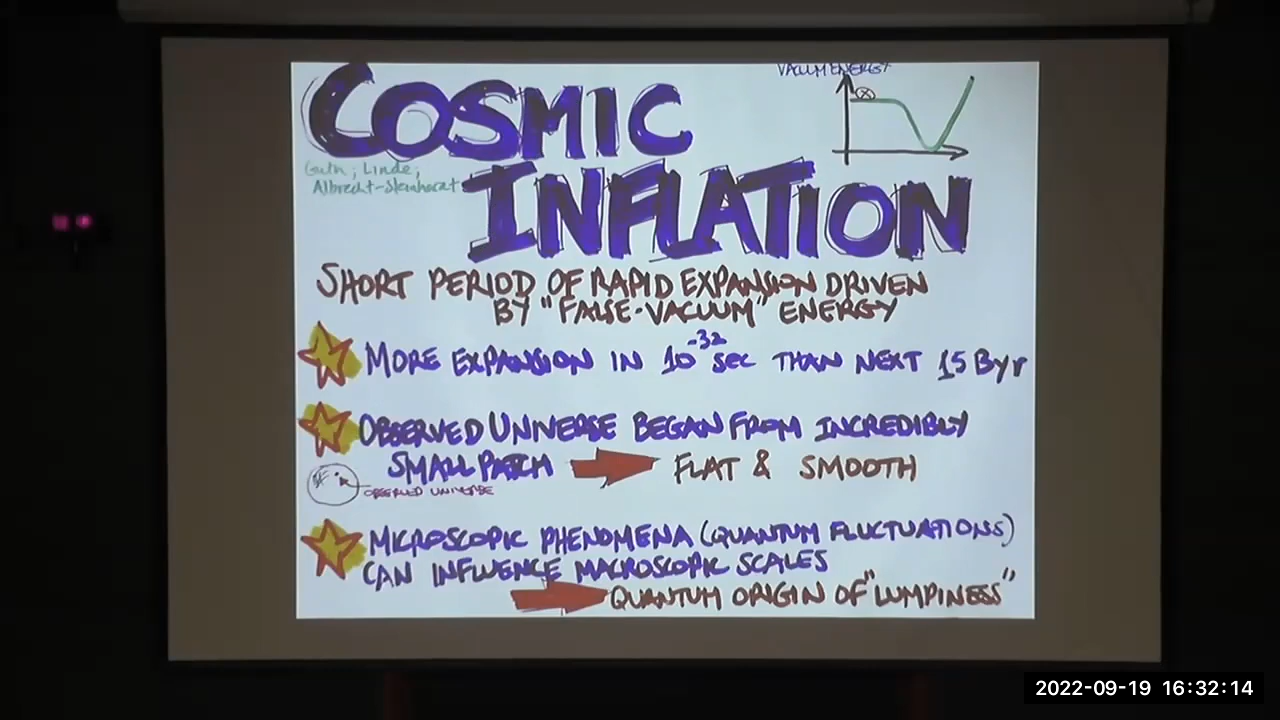 VACUUM ENERGY
COSMIC
Guth, Linde,
Albrecht-Steinhardt
INFLATION
SHORT PERIOD OF RAPID EXPANSION DRIVEN
BY "FALSE-VACUUM" ENERGY
MORE EXPANSION IN 10^-32 SEC THAN NEXT 15 Byr
OBSERVED UNIVERSE BEGAN FROM INCREDIBLY
SMALL PATCH → FLAT & SMOOTH
OBSERVED UNIVERSE
MICROSCOPIC PHENOMENA (QUANTUM FLUCTUATIONS)
CAN INFLUENCE MACROSCOPIC SCALES
→ QUANTUM ORIGIN OF "LUMPINESS"
2022-09-19 16:32:14